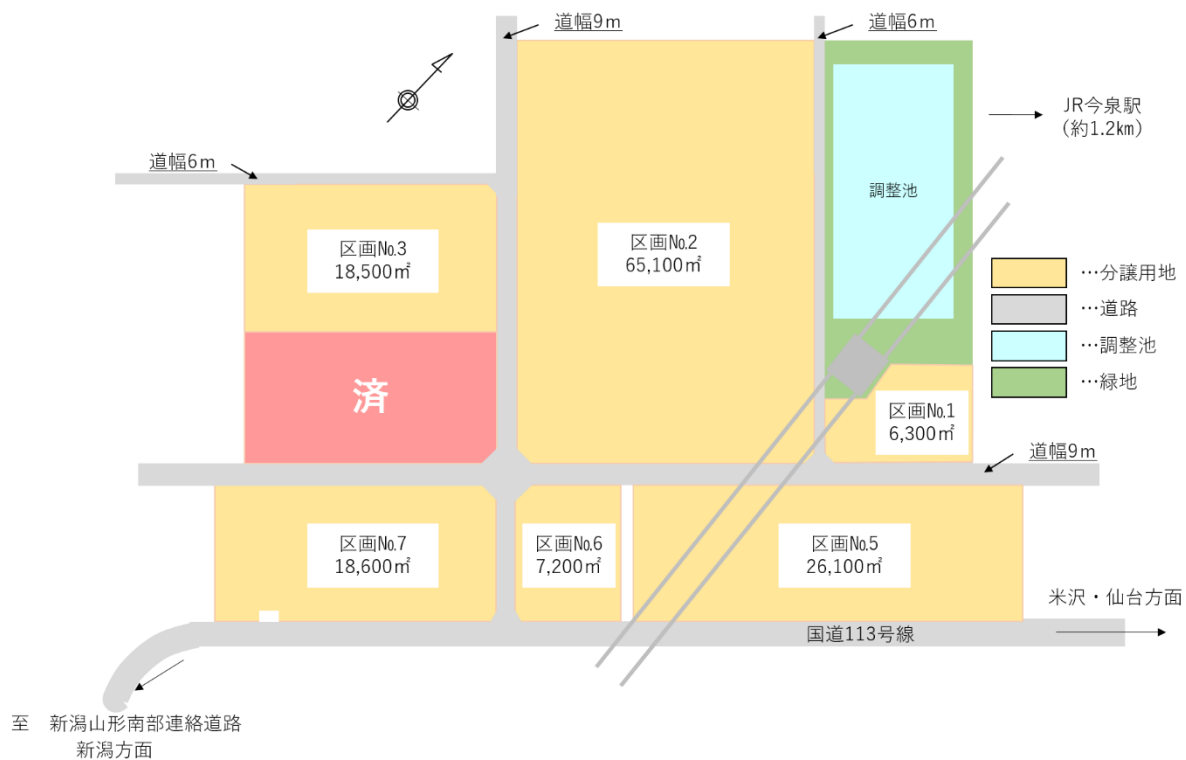 道幅9ｍ
道幅6ｍ
JR今泉駅
（約1.2㎞）
道幅6ｍ
調整池
区画№3
18,500㎡
区画№2
65,100㎡
…分譲用地
…道路
…調整池
…緑地
済
区画№1
6,300㎡
道幅9ｍ
区画№7
18,600㎡
区画№6
7,200㎡
区画№5
26,100㎡
米沢・仙台方面
国道113号線
至　新潟山形南部連絡道路
新潟方面